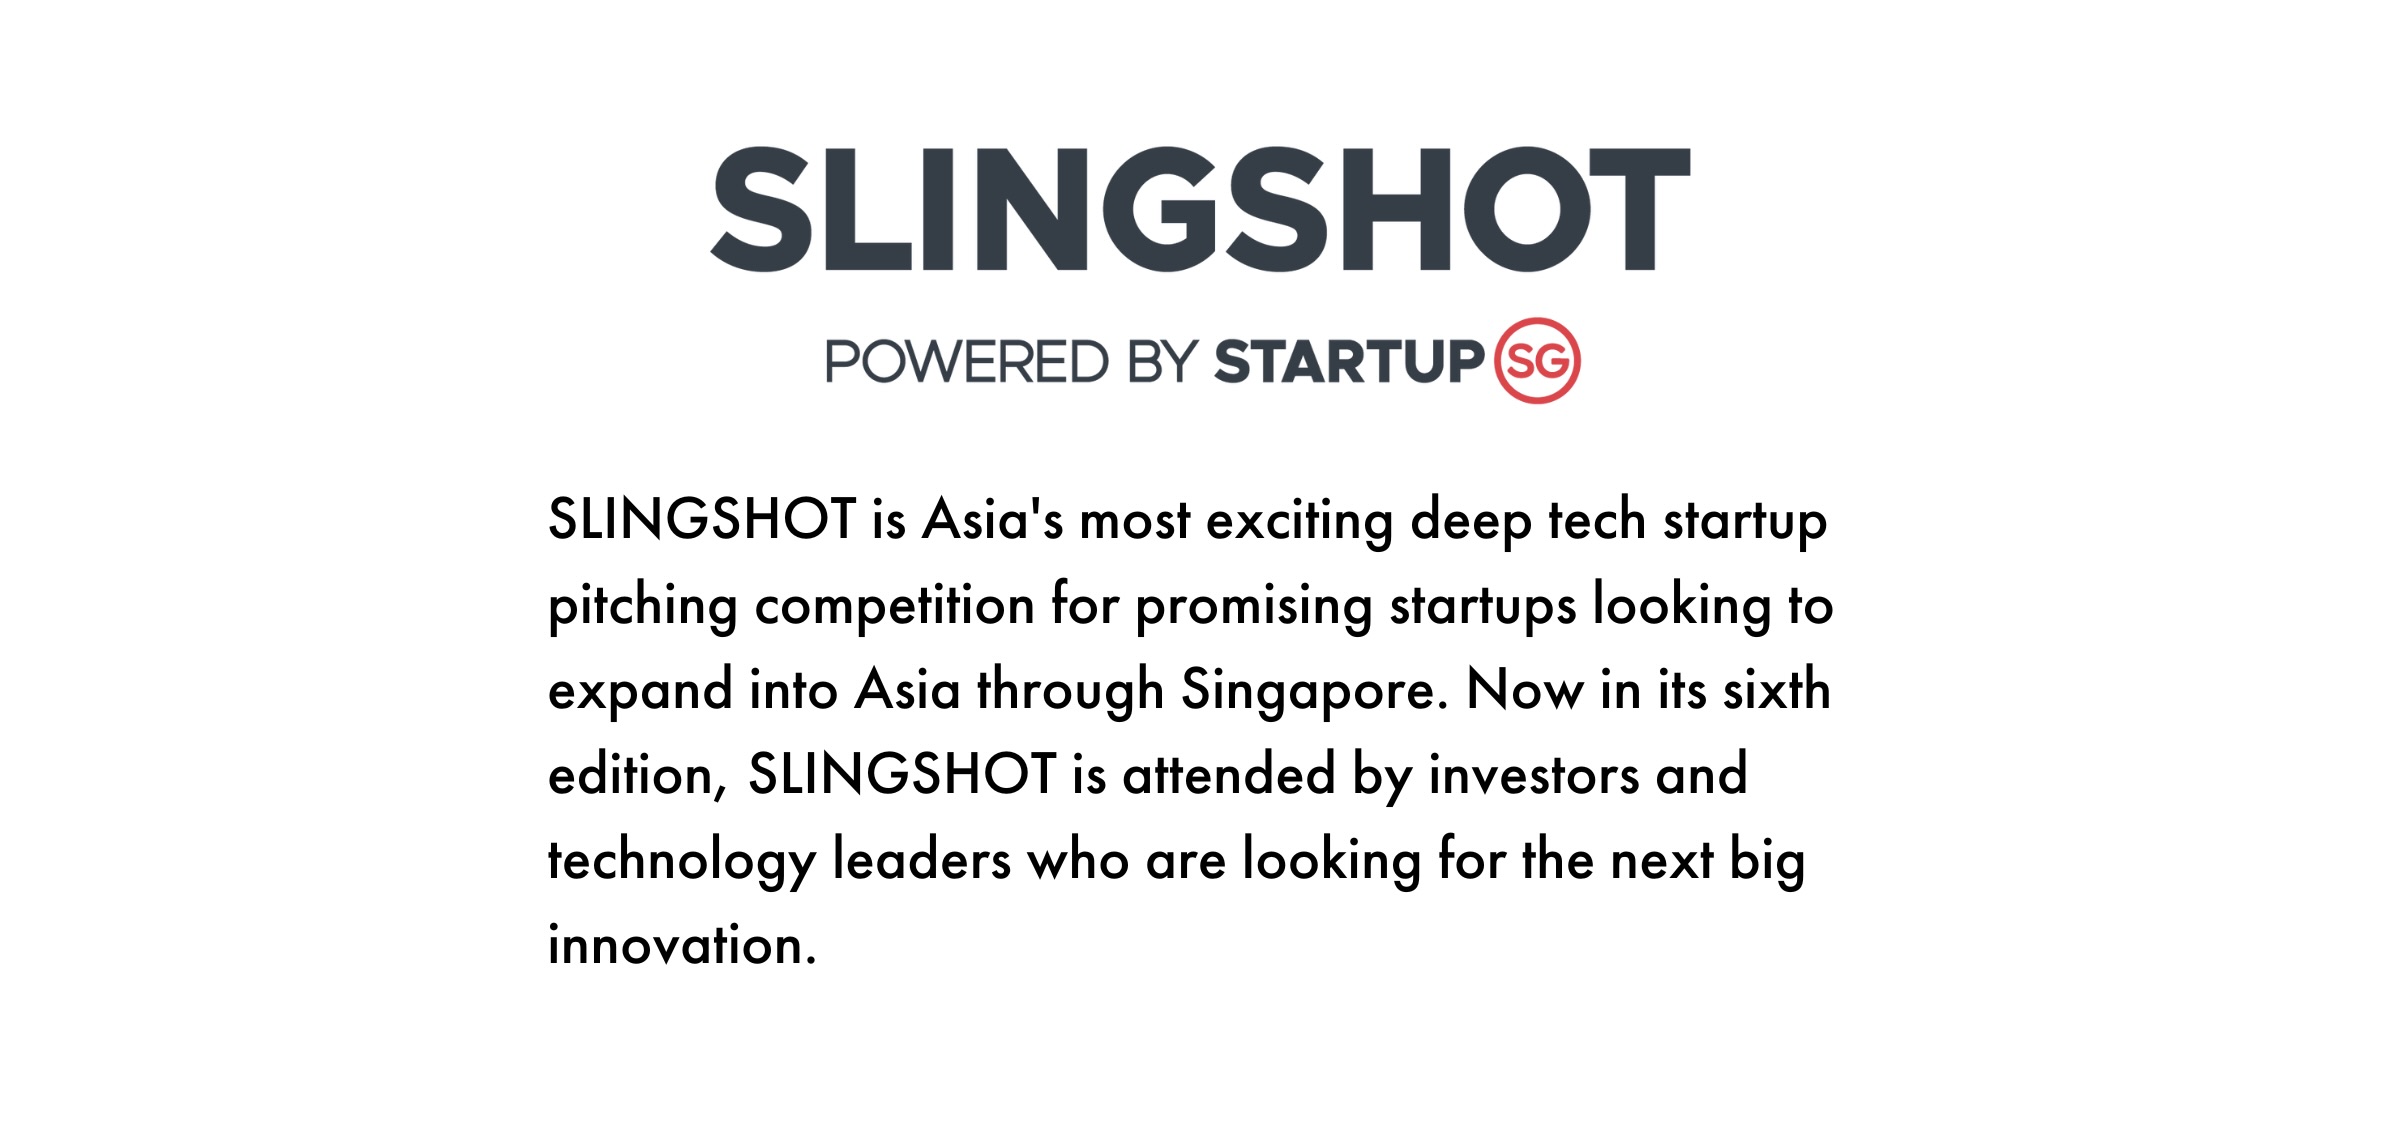 SLINGSHOT
POWERED BY STARTUP SG
SLINGSHOT is Asia's most exciting deep tech startup
pitching competition for promising startups looking to
expand into Asia through Singapore. Now in its sixth
edition, SLINGSHOT is attended by investors and
technology leaders who are looking for the next big
innovation.